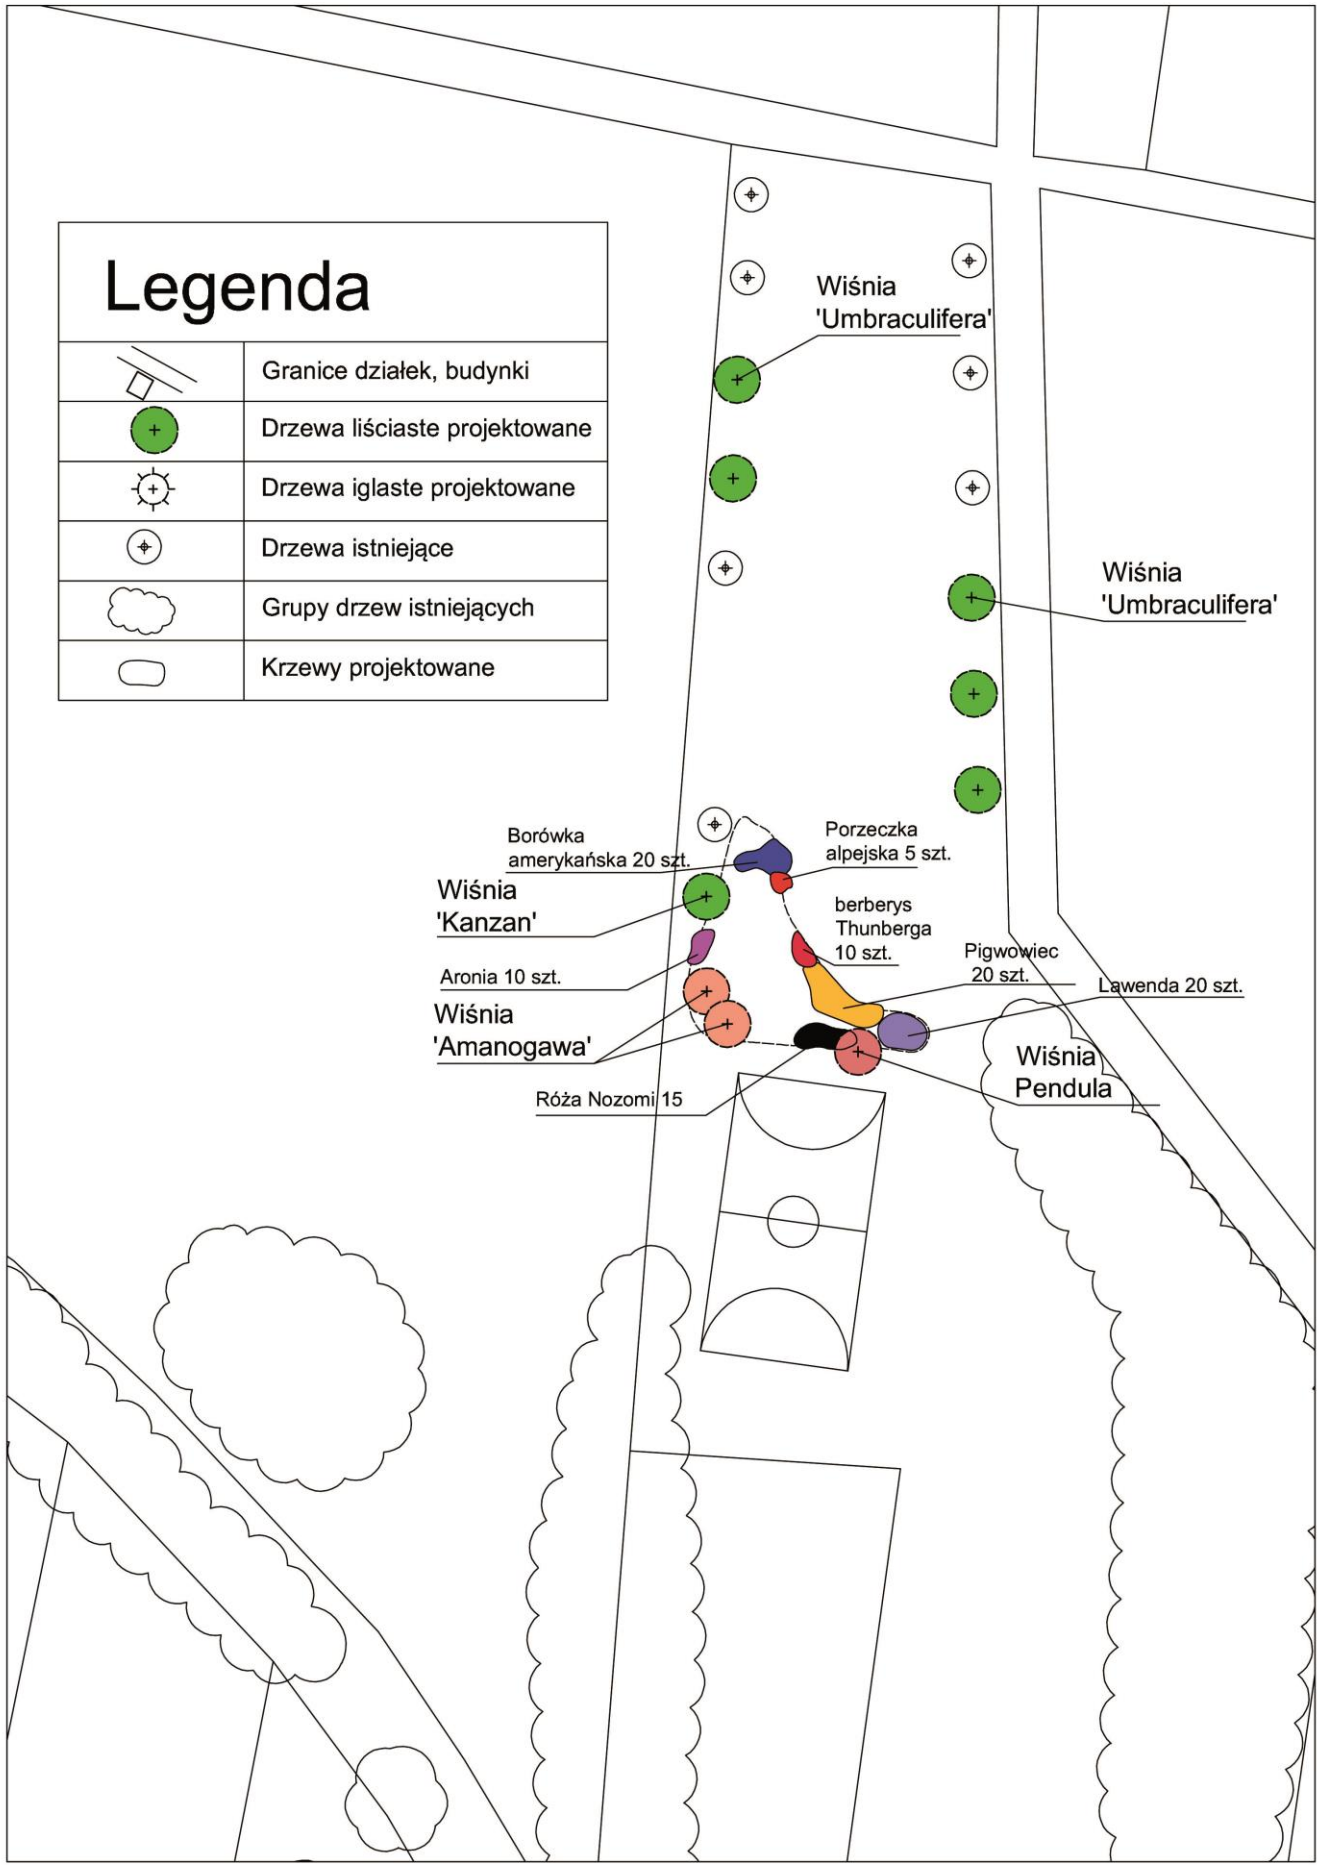 Legenda
Granice działek, budynki
Drzewa liściaste projektowane
Drzewa iglaste projektowane
Drzewa istniejące
Grupy drzew istniejących
Krzewy projektowane
Wiśnia
'Umbraculifera'
Wiśnia
'Umbraculifera'
Borówka
amerykańska 20 szt.
Porzeczka
alpejska 5 szt.
Wiśnia
'Kanzan'
berberys
Thunberga
10 szt.
Pigwowiec
20 szt.
Aronia 10 szt.
Lawenda 20 szt.
Wiśnia
'Amanogawa'
Wiśnia
Pendula
Róża Nozomi 15